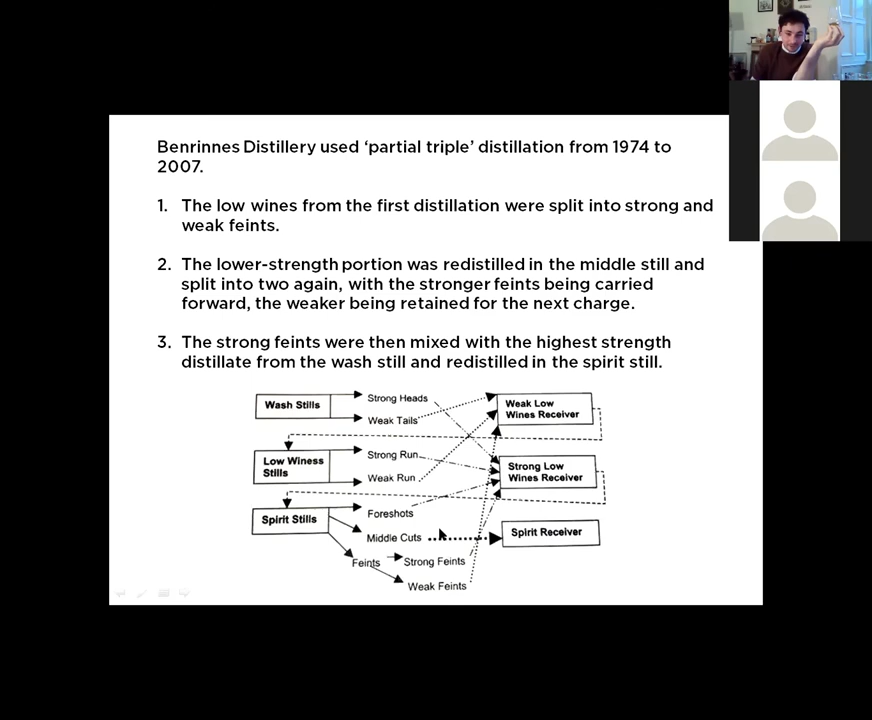 Benrinnes Distillery used ‘partial triple’ distillation from 1974 to
2007.
1. The low wines from the first distillation were split into strong and
weak feints.
2. The lower-strength portion was redistilled in the middle still and
split into two again, with the stronger feints being carried
forward, the weaker being retained for the next charge.
3. The strong feints were then mixed with the highest strength
distillate from the wash still and redistilled in the spirit still.
Wash Stills
Strong Heads
Weak Tails
Weak Low
Wines Receiver
Low Winess
Stills
Strong Run
Weak Run
Strong Low
Wines Receiver
Spirit Stills
Foreshots
Middle Cuts
Spirit Receiver
Feints
Strong Feints
Weak Feints